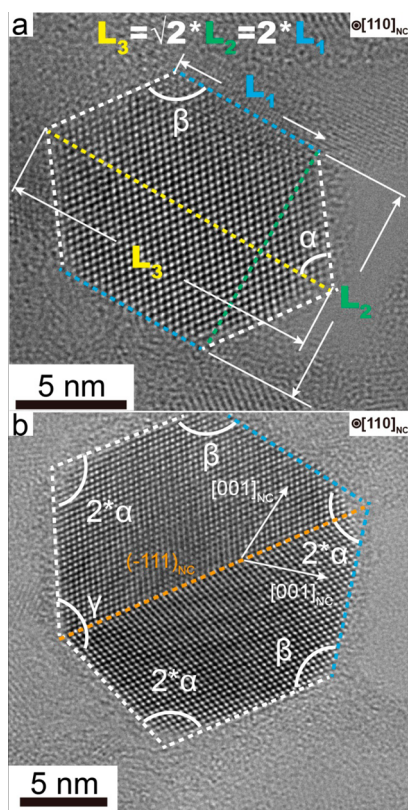 a
L₃=√2*L₂=2*L₁
⊙[110]NC
L₁
β
α
L₃
L₂
5 nm
b
⊙[110]NC
β
[001]NC
2*α
2*α
(-111)NC
[001]NC
γ
β
2*α
5 nm